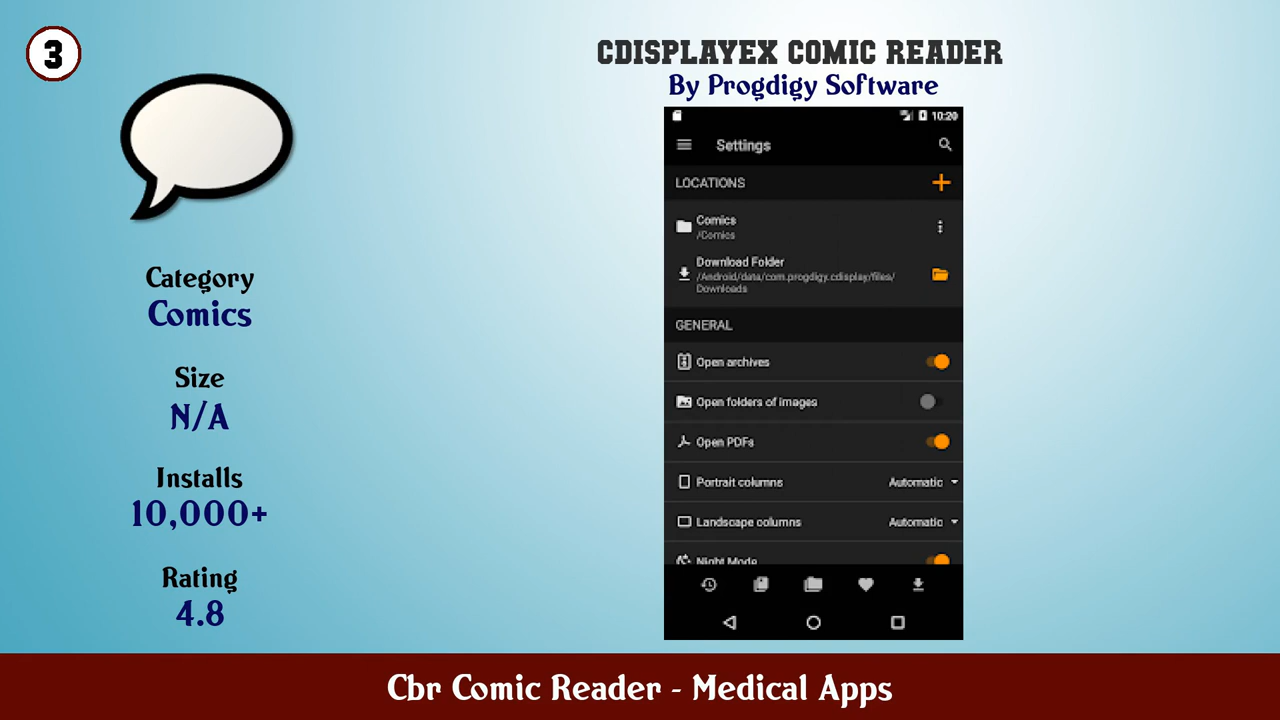 3
CDISPLAYEX COMIC READER
By Progdigy Software
Category
Comics
Size
N/A
Installs
10,000+
Rating
4.8
10:20
Settings
LOCATIONS
Comics
/Comics
Download Folder
/Android/data/com.progdigy.cdisplay/files/
Downloads
GENERAL
Open archives
Open folders of images
Open PDFs
Portrait columns Automatic
Landscape columns Automatic
Night Mode
Cbr Comic Reader - Medical Apps